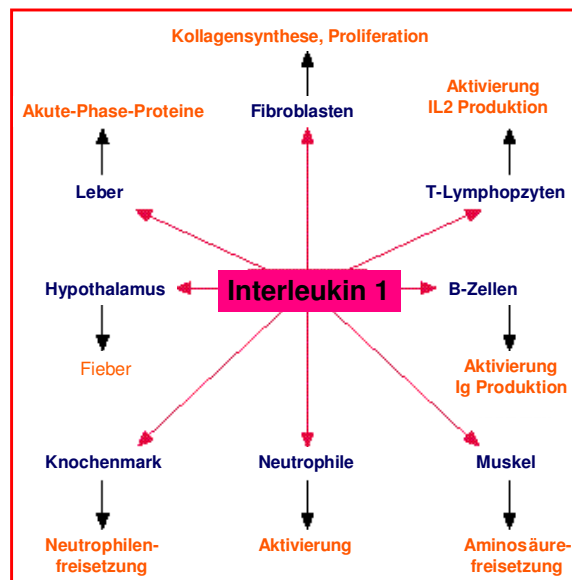 Kollagensynthese, Proliferation
Aktivierung
IL2 Produktion
Akute-Phase-Proteine
Fibroblasten
Leber
T-Lymphopzyten
Hypothalamus
Interleukin 1
B-Zellen
Fieber
Aktivierung
Ig Produktion
Knochenmark
Neutrophile
Muskel
Neutrophilen-
freisetzung
Aktivierung
Aminosäure-
freisetzung